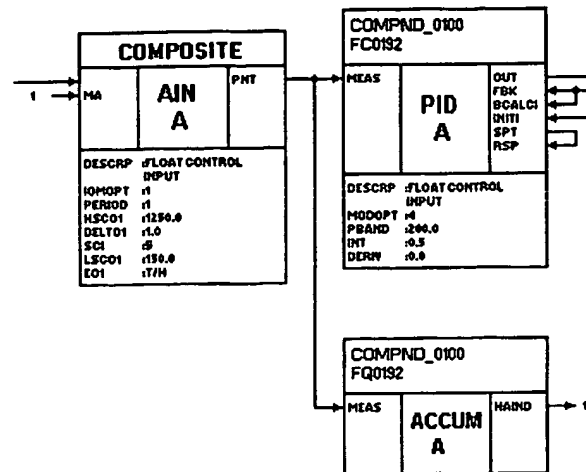 COMPOSITE
MA
1
AIN
A
PNT
DESCRP :FLOAT CONTROL
INPUT
IOMOPT :1
PERIOD :1
HSCO1 :1250.0
DELTO1 :1.0
SCI :5
LSCO1 :150.0
EO1 :T/H
COMPND_0100
FC0192
MEAS
PID
A
OUT
FBK
BCALCI
INITI
SPT
RSP
DESCRP :FLOAT CONTROL
INPUT
MODOPT :4
PBAND :200.0
INT :0.5
DERIV :0.0
COMPND_0100
FQ0192
MEAS
ACCUM
A
HAIND
1